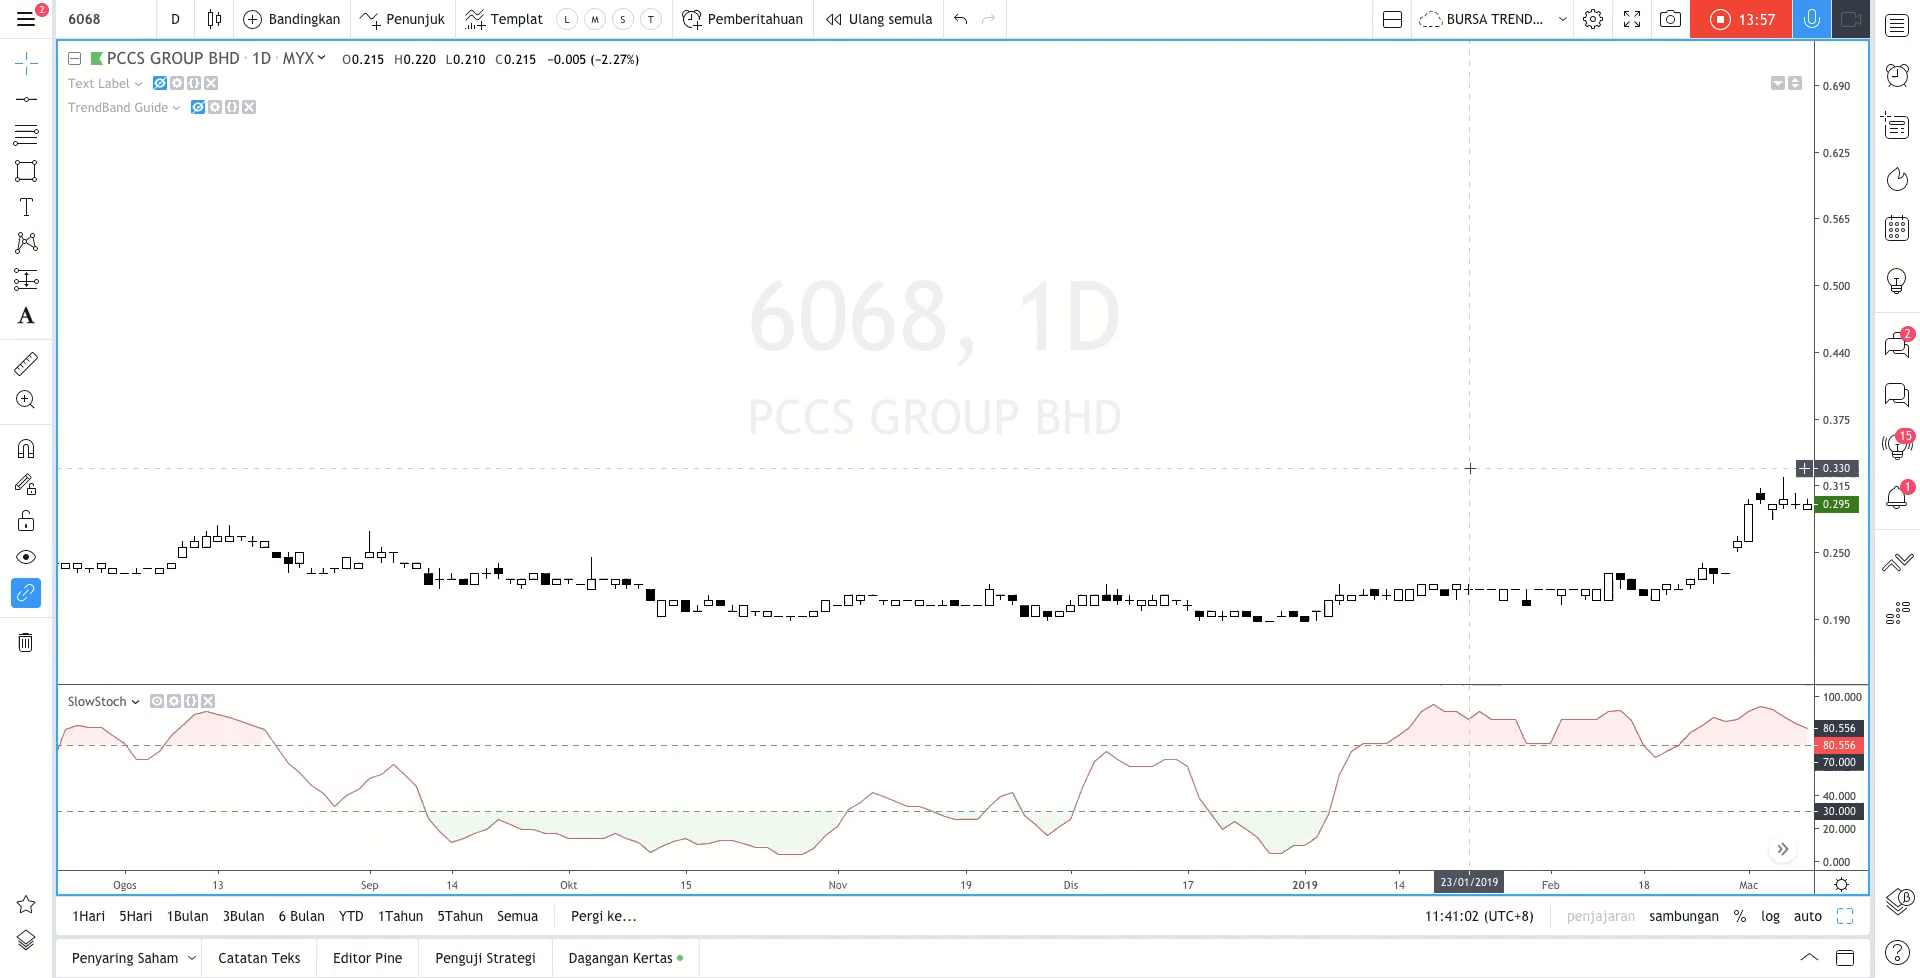 2
6068
D
Bandingkan
Penunjuk
Templat
L
M
S
T
Pemberitahuan
Ulang semula
BURSA TREND...
13:57
PCCS GROUP BHD · 1D · MYX
O0.215 H0.220 L0.210 C0.215 −0.005 (−2.27%)
Text Label
TrendBand Guide
6068, 1D
PCCS GROUP BHD
0.690
0.625
0.565
0.500
0.440
0.375
0.330
0.315
0.295
0.250
0.190
SlowStoch
100.000
80.556
80.556
70.000
40.000
30.000
20.000
0.000
Ogos 13 Sep 14 Okt 15 Nov 19 Dis 17 2019 14 23/01/2019 Feb 18 Mac
1Hari 5Hari 1Bulan 3Bulan 6 Bulan YTD 1Tahun 5Tahun Semua Pergi ke...
11:41:02 (UTC+8) penjajaran sambungan % log auto
Penyaring Saham Catatan Teks Editor Pine Penguji Strategi Dagangan Kertas
2
15
1